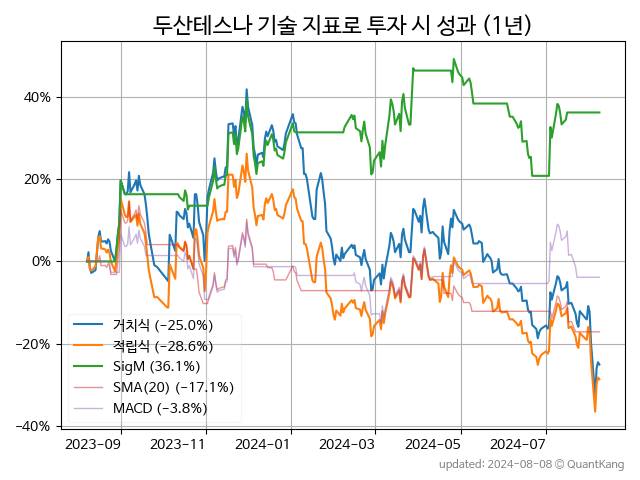 두산테스나 기술 지표로 투자 시 성과 (1년)
40%
20%
0%
−20%
−40%
거치식 (−25.0%)
적립식 (−28.6%)
SigM (36.1%)
SMA(20) (−17.1%)
MACD (−3.8%)
2023-09 2023-11 2024-01 2024-03 2024-05 2024-07
updated: 2024-08-08 © QuantKang